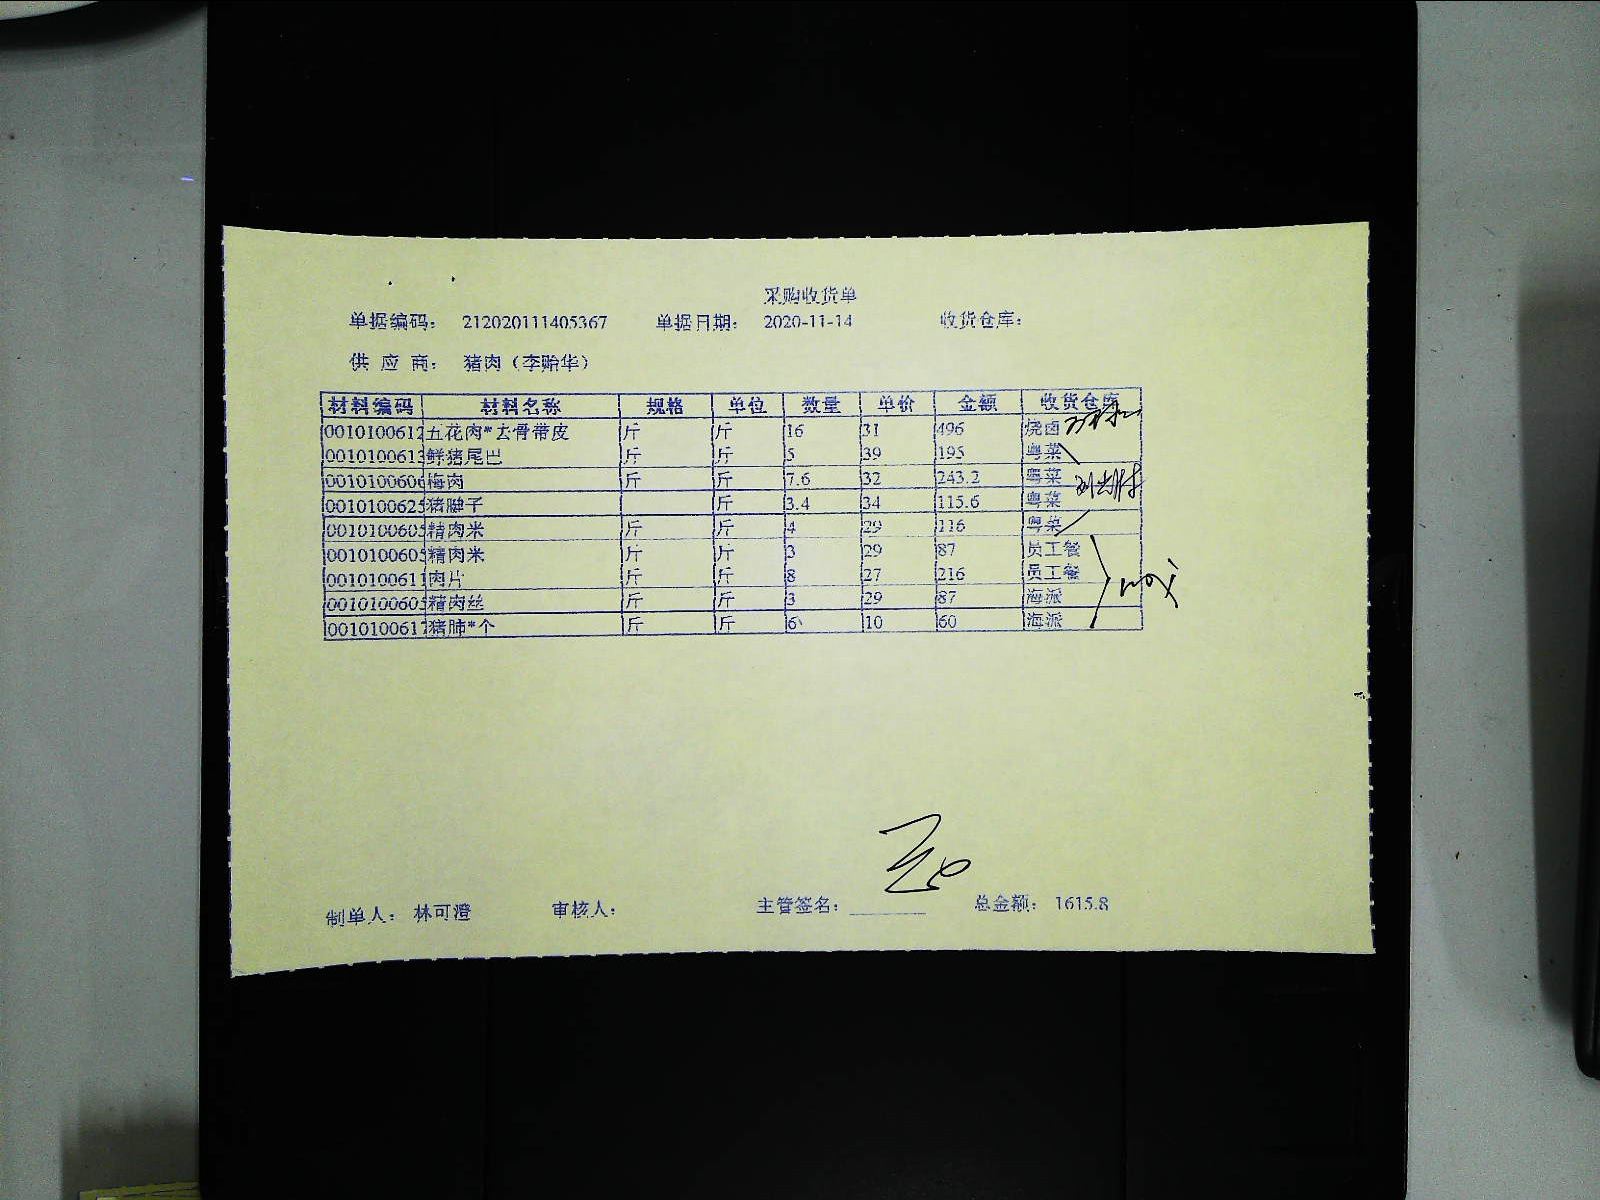 采购收货单
单据编码： 212020111405367 单据日期： 2020-11-14 收货仓库：
供 应 商： 猪肉（李贻华）
材料编码 材料名称 规格 单位 数量 单价 金额 收货仓库
0010100612 五花肉*去骨带皮 斤 斤 16 31 496 烧卤
0010100613 鲜猪尾巴 斤 斤 5 39 195 粤菜
0010100606 梅肉 斤 斤 7.6 32 243.2 粤菜
0010100625 猪腱子 斤 3.4 34 115.6 粤菜
0010100605 精肉米 斤 斤 4 29 116 粤菜
0010100605 精肉米 斤 斤 3 29 87 员工餐
0010100611 肉片 斤 斤 8 27 216 员工餐
0010100605 精肉丝 斤 斤 3 29 87 海派
0010100617 猪肺*个 斤 斤 6 10 60 海派
制单人： 林可澄 审核人： 主管签名： 总金额： 1615.8